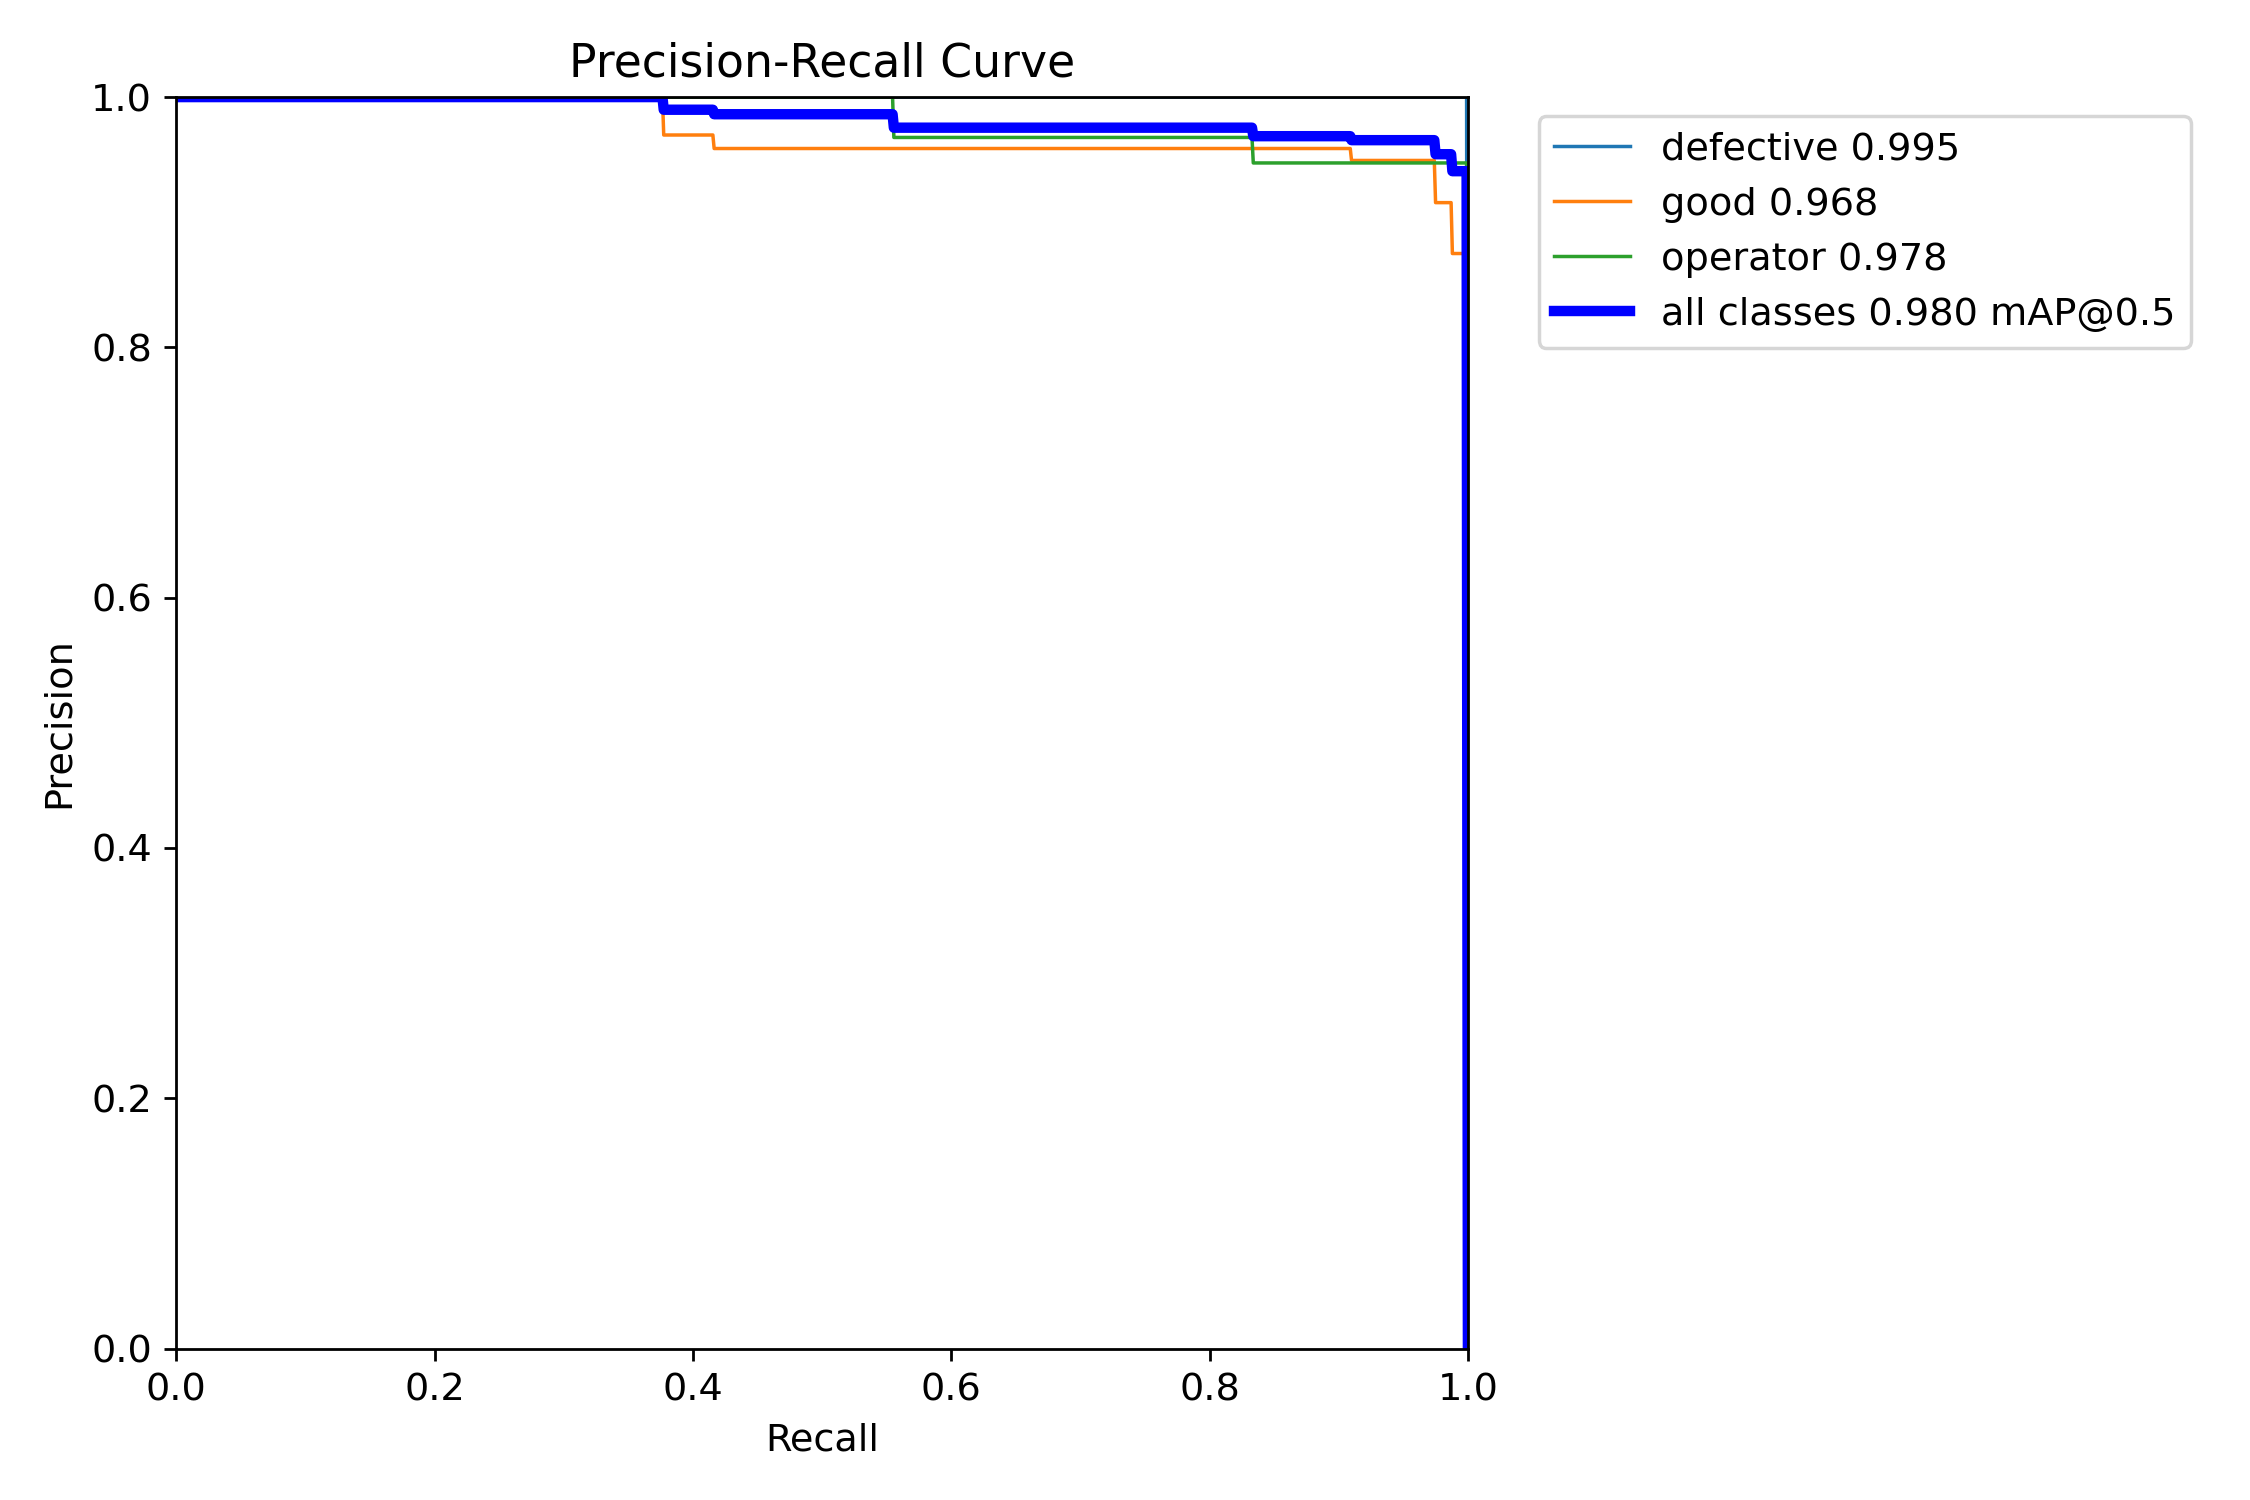 Precision-Recall Curve
1.0
0.8
0.6
0.4
0.2
0.0
Precision
0.0 0.2 0.4 0.6 0.8 1.0
Recall
defective 0.995
good 0.968
operator 0.978
all classes 0.980 mAP@0.5